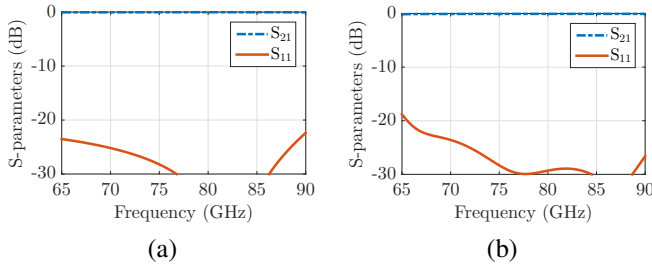 S-parameters (dB)
0
-10
-20
-30
65
70
75
80
85
90
Frequency (GHz)
S21
S11
(a)
S-parameters (dB)
0
-10
-20
-30
65
70
75
80
85
90
Frequency (GHz)
S21
S11
(b)